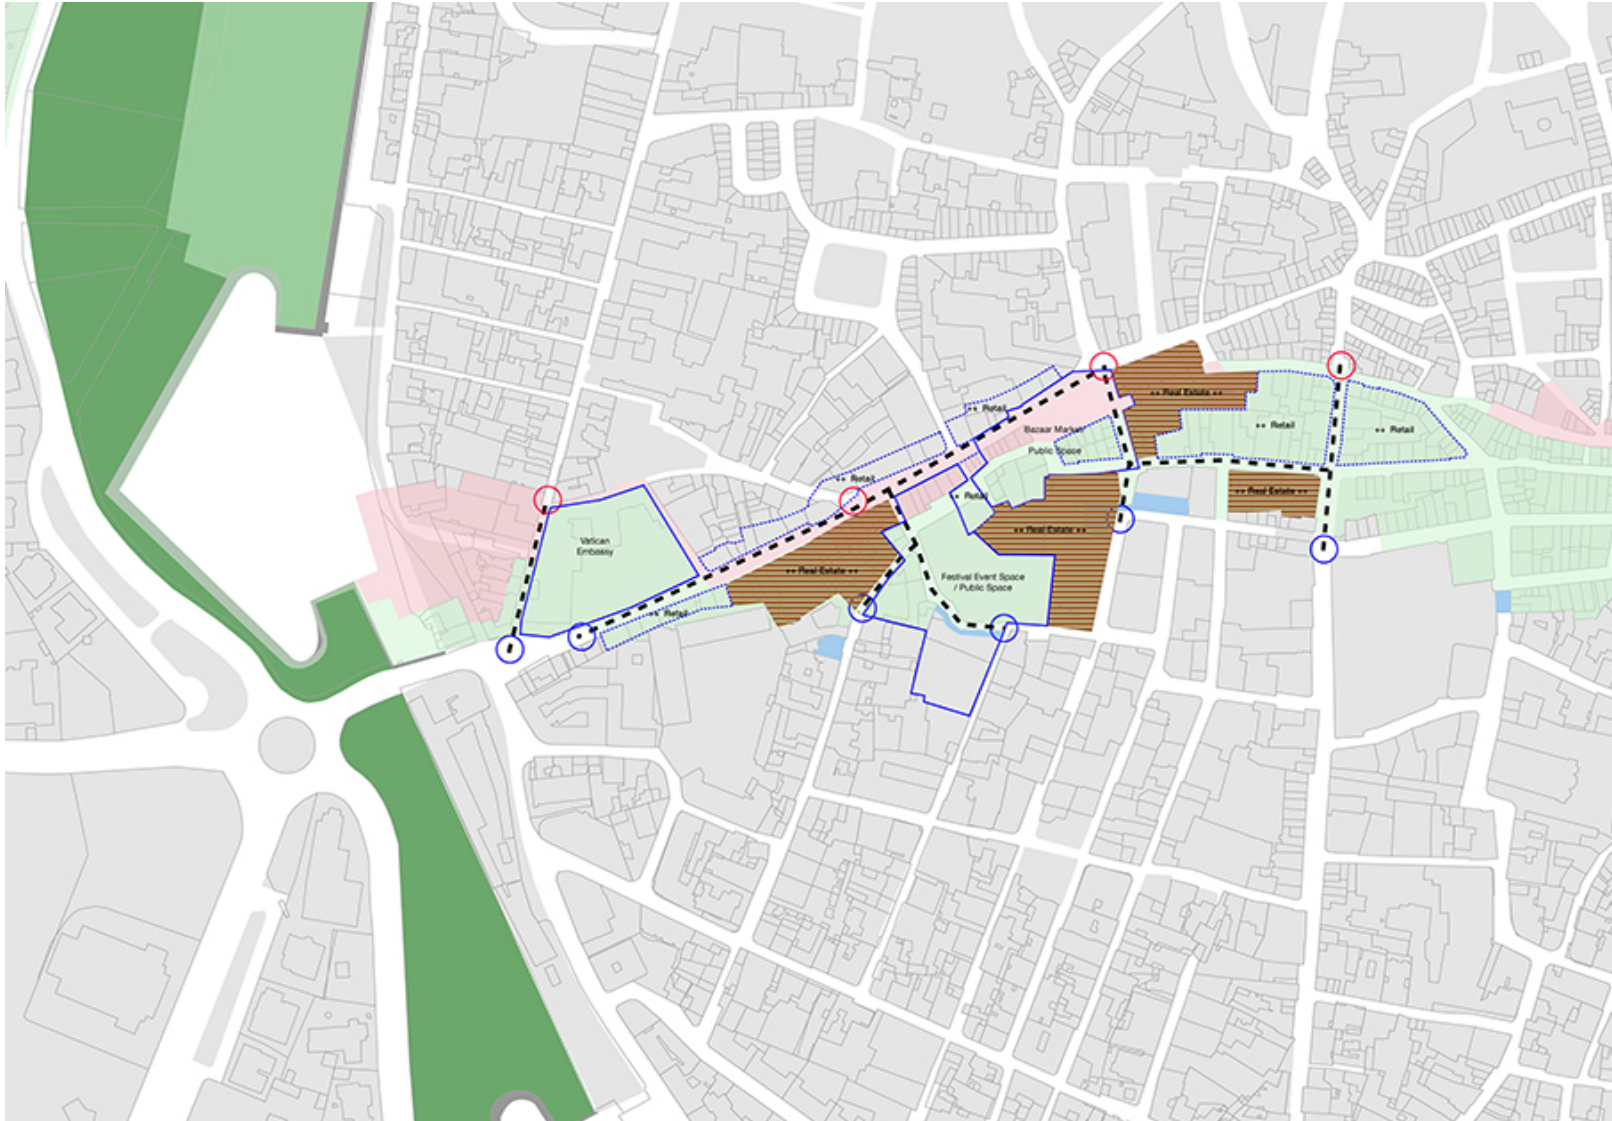 ++ Real Estate ++
++ Retail
++ Retail
Bazaar Market
++ Retail
Public Space
++ Retail
++ Real Estate ++
++ Retail
++ Real Estate ++
Vatican
Embassy
++ Real Estate ++
Festival Event Space
/ Public Space
++ Retail